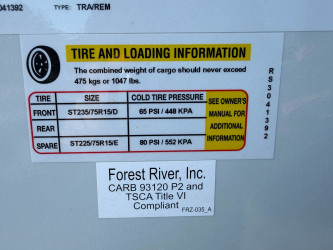 041392 TYPE: TRA/REM
TIRE AND LOADING INFORMATION
The combined weight of cargo should never exceed
475 kgs or 1047 lbs.
TIRE SIZE COLD TIRE PRESSURE SEE OWNER'S MANUAL FOR ADDITIONAL INFORMATION
FRONT ST235/75R15/D 65 PSI / 448 KPA
REAR
SPARE ST225/75R15/E 80 PSI / 552 KPA
RS3041392
Forest River, Inc.
CARB 93120 P2 and
TSCA Title VI
Compliant FRZ-035_A